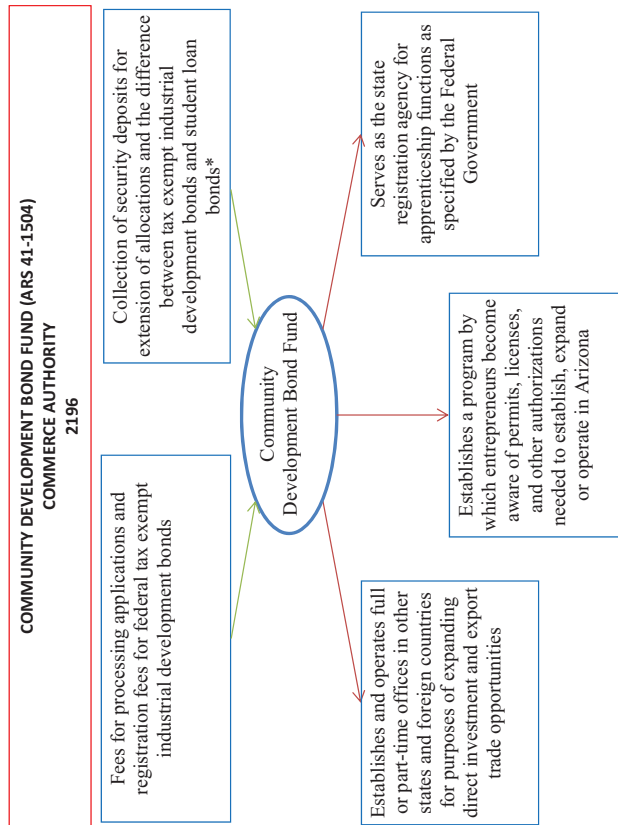 COMMUNITY DEVELOPMENT BOND FUND (ARS 41-1504)
COMMERCE AUTHORITY
2196
Fees for processing applications and
registration fees for federal tax exempt
industrial development bonds
Collection of security deposits for
extension of allocations and the difference
between tax exempt industrial
development bonds and student loan
bonds*
Community
Development Bond Fund
Establishes and operates full
or part-time offices in other
states and foreign countries
for purposes of expanding
direct investment and export
trade opportunities
Establishes a program by
which entrepreneurs become
aware of permits, licenses,
and other authorizations
needed to establish, expand
or operate in Arizona
Serves as the state
registration agency for
apprenticeship functions as
specified by the Federal
Government